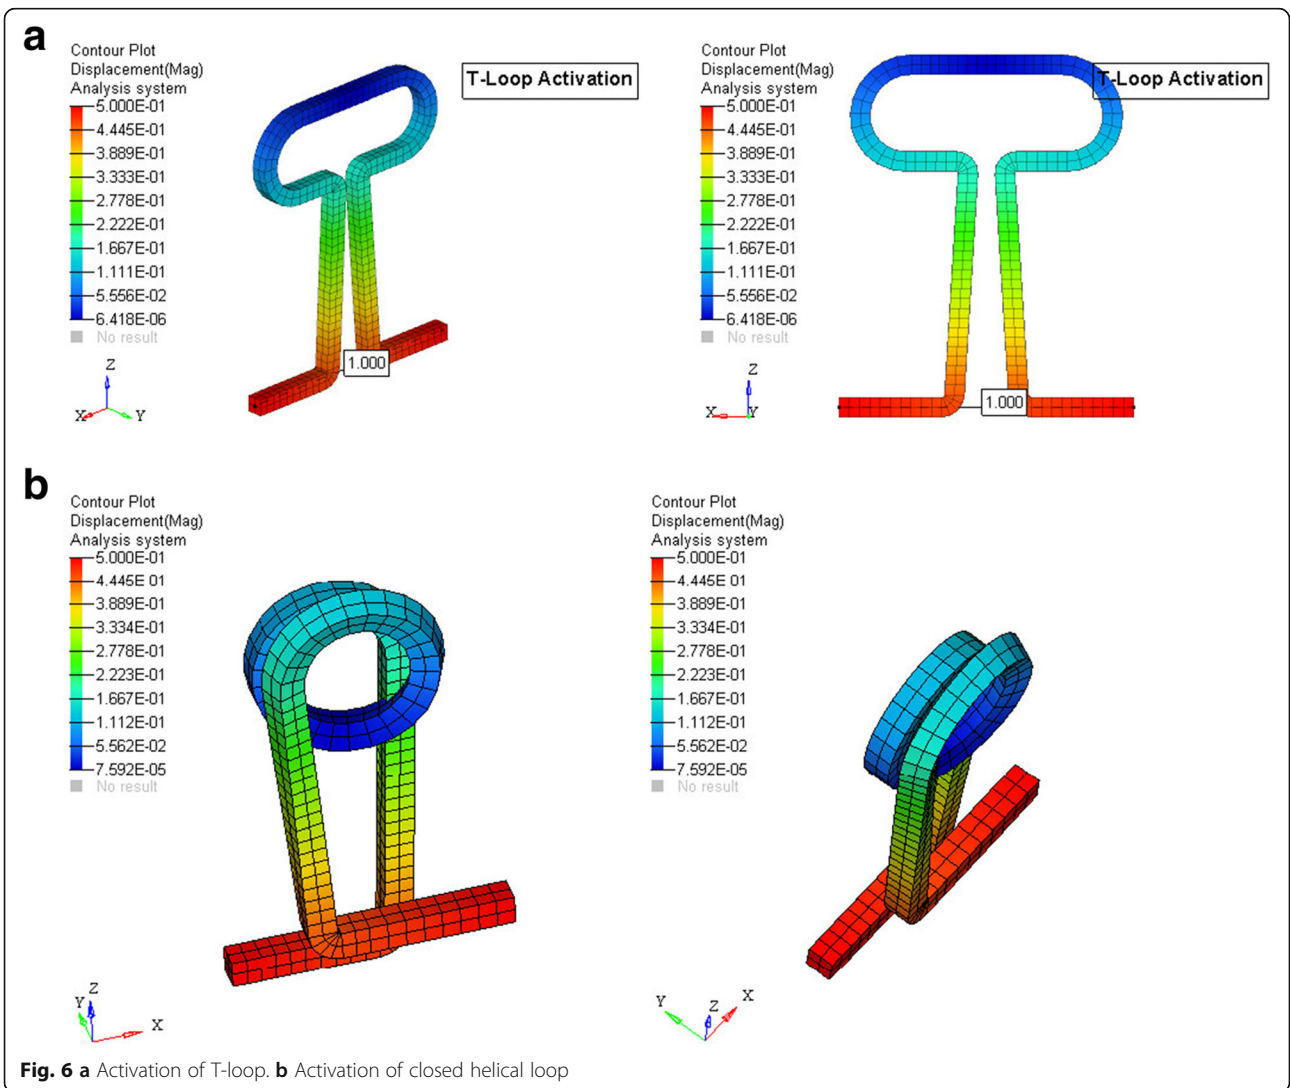 a
Contour Plot
Displacement(Mag)
Analysis system
5.000E-01
4.445E-01
3.889E-01
3.333E-01
2.778E-01
2.222E-01
1.667E-01
1.111E-01
5.556E-02
6.418E-06
No result
T-Loop Activation
1.000
Z
X
Y
Contour Plot
Displacement(Mag)
Analysis system
5.000E-01
4.445E-01
3.889E-01
3.333E-01
2.778E-01
2.222E-01
1.667E-01
1.111E-01
5.556E-02
6.418E-06
No result
T-Loop Activation
1.000
Z
X
Y
b
Contour Plot
Displacement(Mag)
Analysis system
5.000E-01
4.445E 01
3.889E-01
3.334E-01
2.778E-01
2.223E-01
1.667E-01
1.112E-01
5.562E-02
7.592E-05
No result
Y
Z
X
Contour Plot
Displacement(Mag)
Analysis system
5.000E-01
4.445E 01
3.889E-01
3.334E-01
2.778E-01
2.223E-01
1.667E-01
1.112E-01
5.562E-02
7.592E-05
No result
Y
Z
X
Fig. 6 a Activation of T-loop. b Activation of closed helical loop